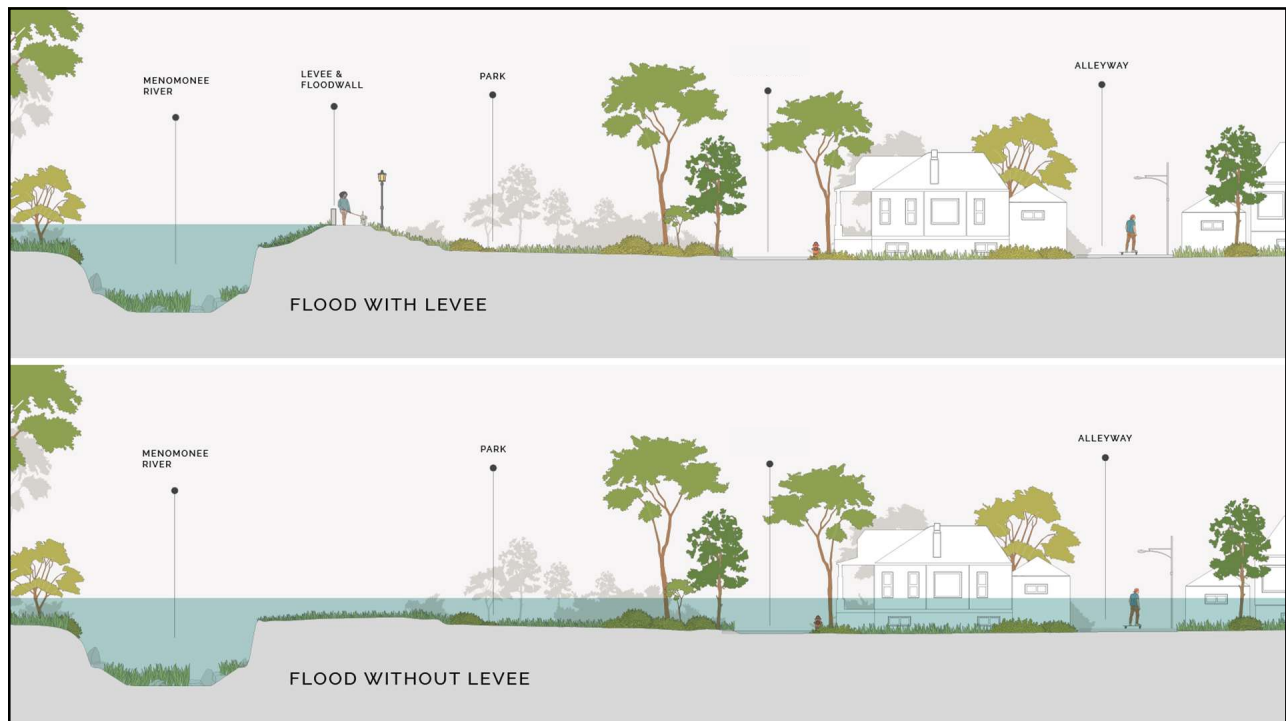 MENOMONEE
RIVER
LEVEE &
FLOODWALL
PARK
ALLEYWAY
FLOOD WITH LEVEE
MENOMONEE
RIVER
PARK
ALLEYWAY
FLOOD WITHOUT LEVEE